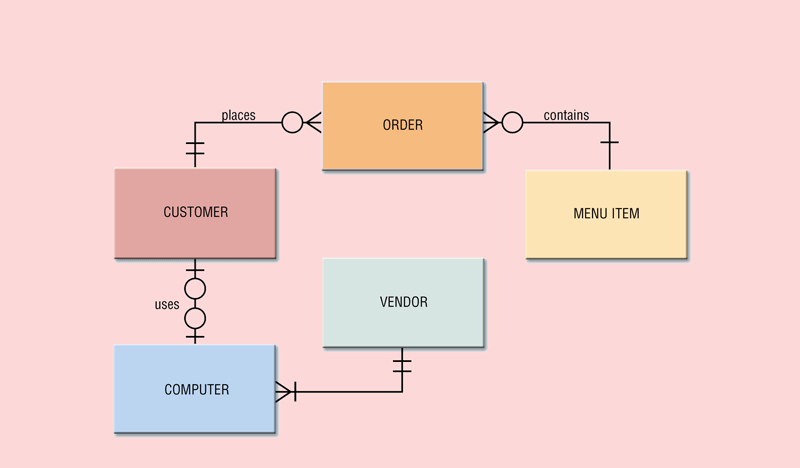 places
contains
ORDER
CUSTOMER
MENU ITEM
uses
VENDOR
COMPUTER